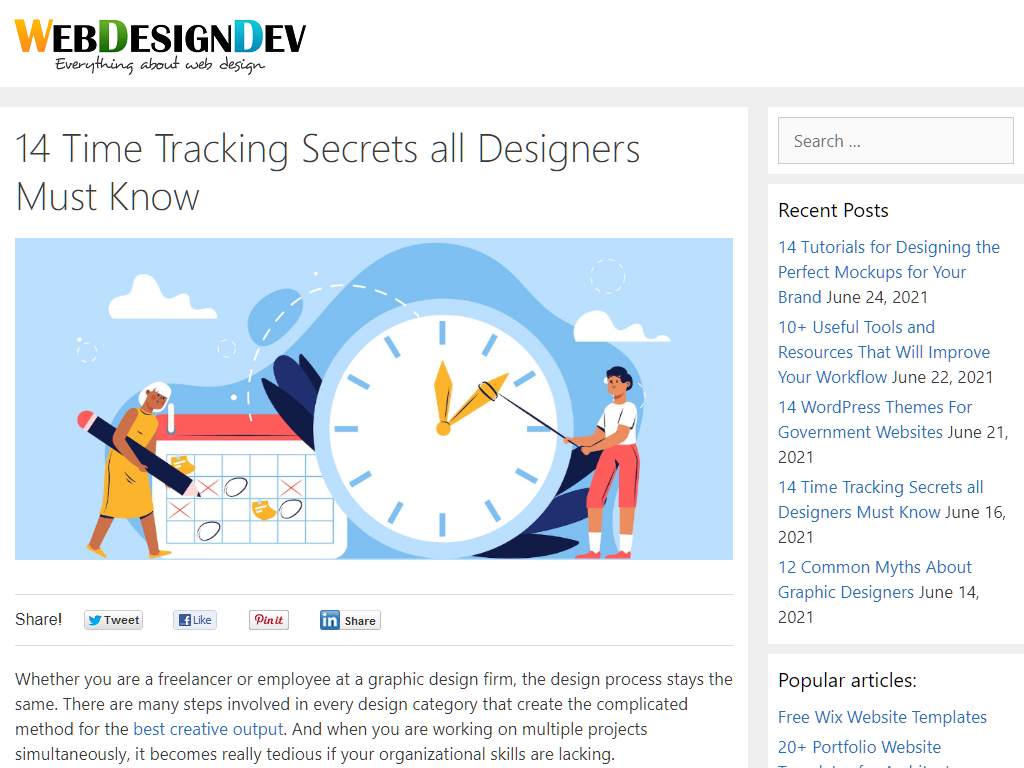 WEBDESIGNDEV
Everything about web design
14 Time Tracking Secrets all Designers
Must Know
Share!
Tweet
Like
Pin it
in Share
Whether you are a freelancer or employee at a graphic design firm, the design process stays the
same. There are many steps involved in every design category that create the complicated
method for the best creative output. And when you are working on multiple projects
simultaneously, it becomes really tedious if your organizational skills are lacking.
Search ...
Recent Posts
14 Tutorials for Designing the
Perfect Mockups for Your
Brand June 24, 2021
10+ Useful Tools and
Resources That Will Improve
Your Workflow June 22, 2021
14 WordPress Themes For
Government Websites June 21,
2021
14 Time Tracking Secrets all
Designers Must Know June 16,
2021
12 Common Myths About
Graphic Designers June 14,
2021
Popular articles:
Free Wix Website Templates
20+ Portfolio Website